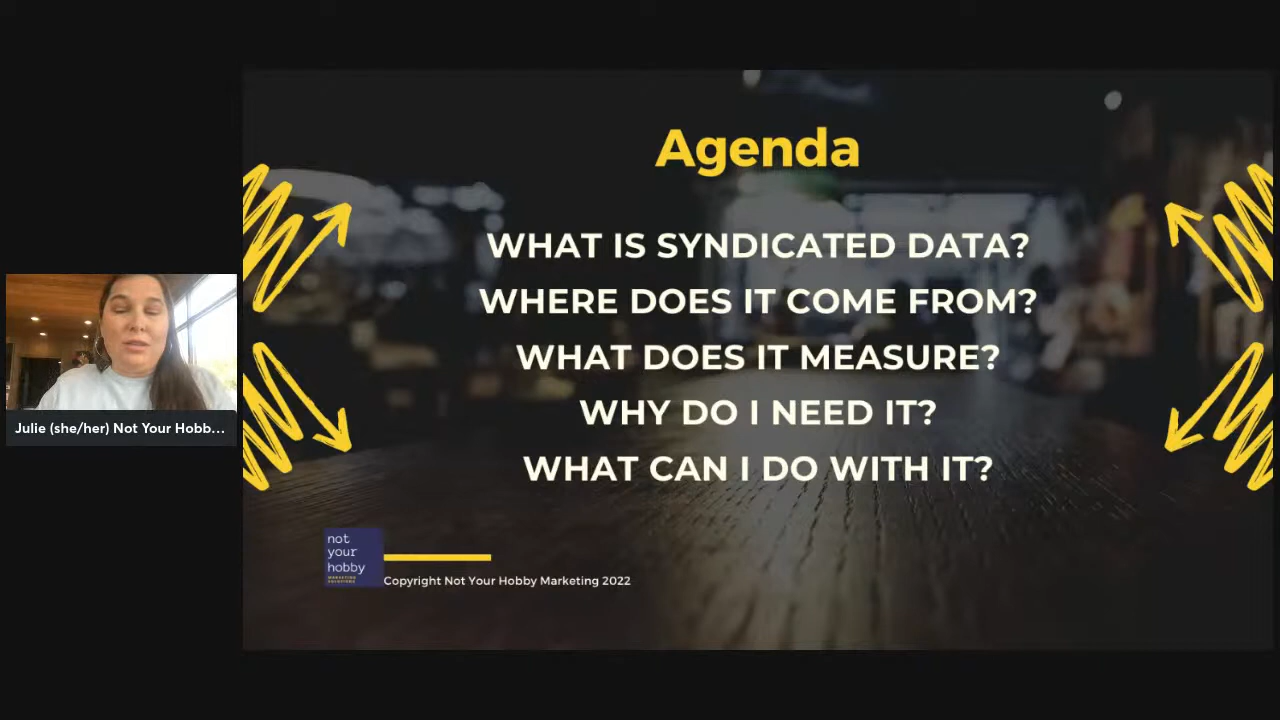 Agenda
WHAT IS SYNDICATED DATA?
WHERE DOES IT COME FROM?
WHAT DOES IT MEASURE?
WHY DO I NEED IT?
WHAT CAN I DO WITH IT?
Julie (she/her) Not Your Hobb...
not
your
hobby
MARKETING
SOLUTIONS
Copyright Not Your Hobby Marketing 2022